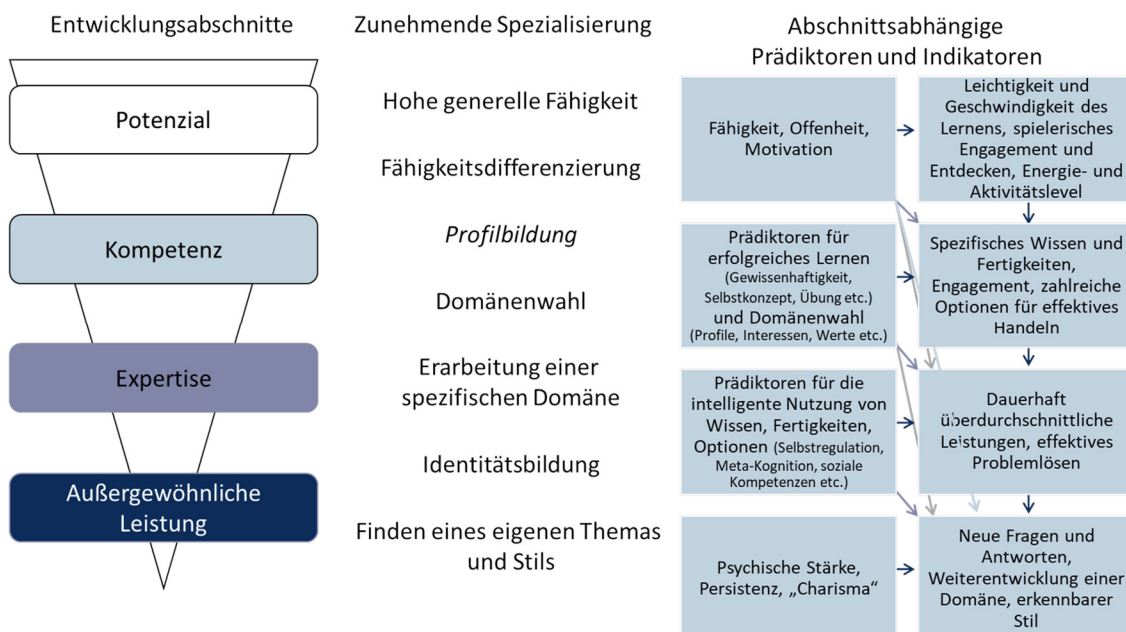 Entwicklungsabschnitte
Potenzial
Kompetenz
Expertise
Außergewöhnliche
Leistung
Zunehmende Spezialisierung
Hohe generelle Fähigkeit
Fähigkeitsdifferenzierung
Profilbildung
Domänenwahl
Erarbeitung einer
spezifischen Domäne
Identitätsbildung
Finden eines eigenen Themas
und Stils
Abschnittsabhängige
Prädiktoren und Indikatoren
Fähigkeit, Offenheit,
Motivation
Leichtigkeit und
Geschwindigkeit des
Lernens, spielerisches
Engagement und
Entdecken, Energie- und
Aktivitätslevel
Prädiktoren für
erfolgreiches Lernen
(Gewissenhaftigkeit,
Selbstkonzept, Übung etc.)
und Domänenwahl
(Profile, Interessen, Werte etc.)
Spezifisches Wissen und
Fertigkeiten,
Engagement, zahlreiche
Optionen für effektives
Handeln
Prädiktoren für die
intelligente Nutzung von
Wissen, Fertigkeiten,
Optionen (Selbstregulation,
Meta-Kognition, soziale
Kompetenzen etc.)
Dauerhaft
überdurchschnittliche
Leistungen, effektives
Problemlösen
Psychische Stärke,
Persistenz, „Charisma“
Neue Fragen und
Antworten,
Weiterentwicklung einer
Domäne, erkennbarer
Stil